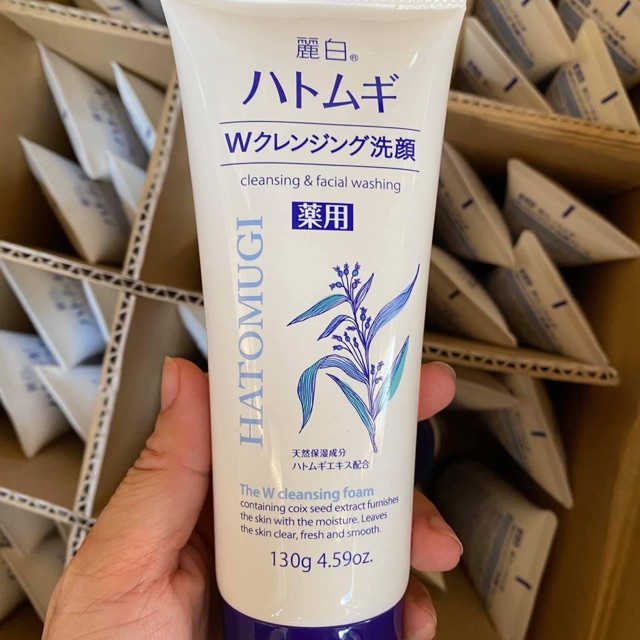 麗白®
ハトムギ
Wクレンジング洗顔
cleansing & facial washing
薬用
HATOMUGI
天然保湿成分
ハトムギエキス配合
The W cleansing foam
containing coix seed extract furnishes
the skin with the moisture. Leaves
the skin clear, fresh and smooth.
130g 4.59oz.